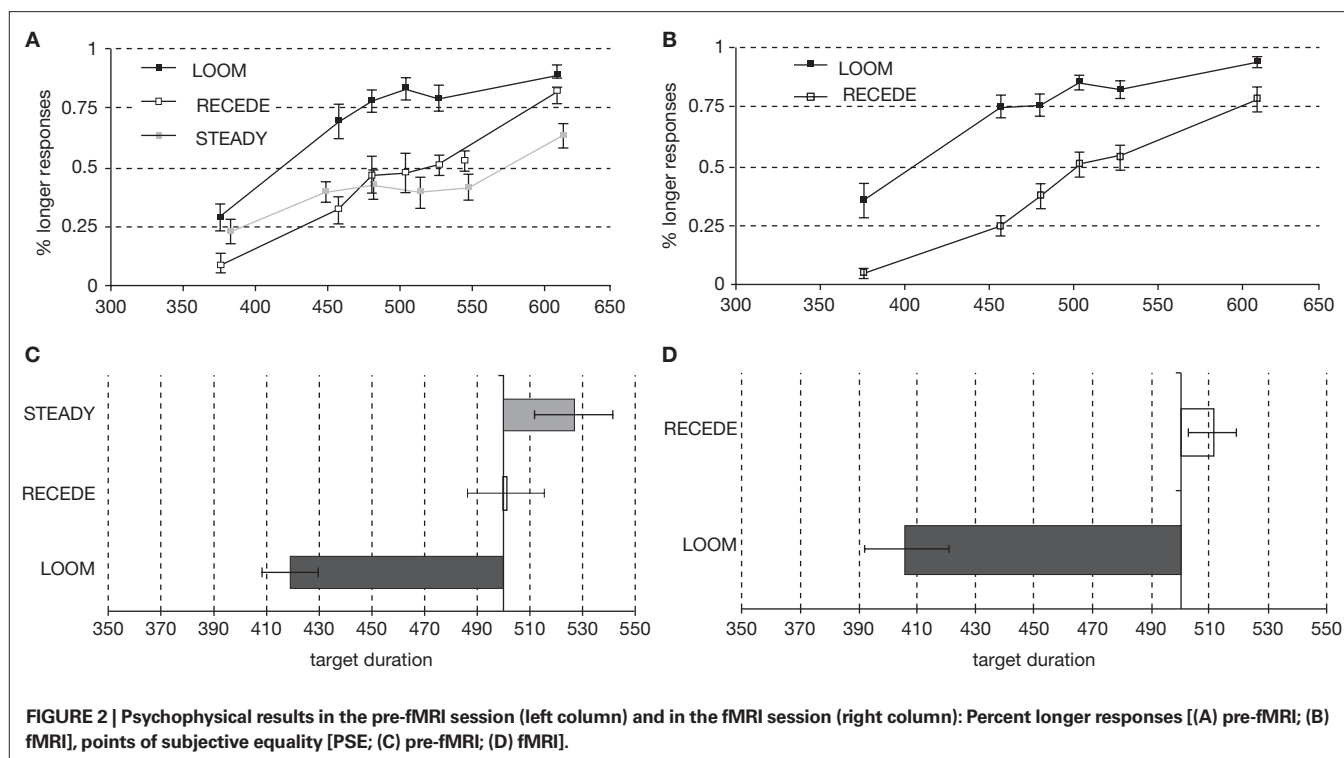 A
1
0.75
0.5
0.25
0
% longer responses
LOOM
RECEDE
STEADY
300 350 400 450 500 550 600 650
B
1
0.75
0.5
0.25
0
% longer responses
LOOM
RECEDE
300 350 400 450 500 550 600 650
C
STEADY
RECEDE
LOOM
350 370 390 410 430 450 470 490 510 530 550
target duration
D
RECEDE
LOOM
350 370 390 410 430 450 470 490 510 530 550
target duration
FIGURE 2 | Psychophysical results in the pre-fMRI session (left column) and in the fMRI session (right column): Percent longer responses [(A) pre-fMRI; (B)
fMRI], points of subjective equality [PSE; (C) pre-fMRI; (D) fMRI].